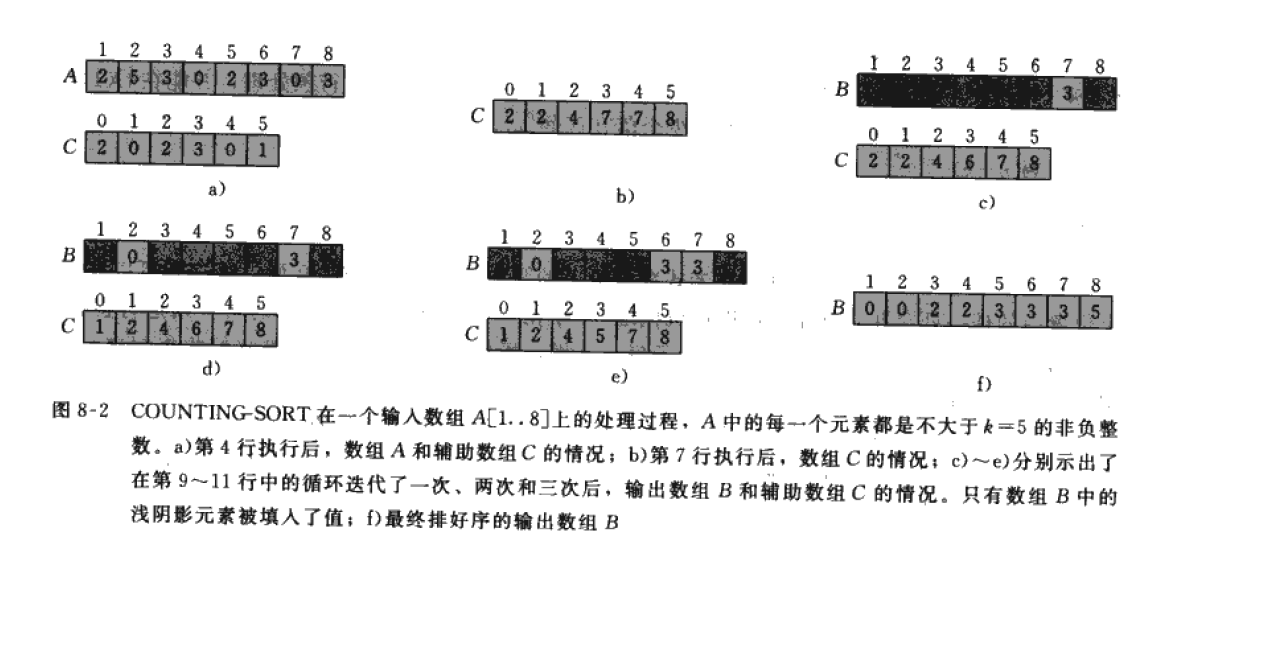 1 2 3 4 5 6 7 8
A 2 5 3 0 2 3 0 3
0 1 2 3 4 5
C 2 0 2 3 0 1
a)
0 1 2 3 4 5
C 2 2 4 7 7 8
b)
1 2 3 4 5 6 7 8
B 3
0 1 2 3 4 5
C 2 2 4 6 7 8
c)
1 2 3 4 5 6 7 8
B 0 3
0 1 2 3 4 5
C 1 2 4 6 7 8
d)
1 2 3 4 5 6 7 8
B 0 3 3
0 1 2 3 4 5
C 1 2 4 5 7 8
e)
1 2 3 4 5 6 7 8
B 0 0 2 2 3 3 3 5
f)
图 8-2 COUNTING-SORT 在一个输入数组 A[1..8]上的处理过程，A 中的每一个元素都是不大于 k=5 的非负整
数。a)第 4 行执行后，数组 A 和辅助数组 C 的情况；b)第 7 行执行后，数组 C 的情况；c)～e)分别示出了
在第 9～11 行中的循环迭代了一次、两次和三次后，输出数组 B 和辅助数组 C 的情况。只有数组 B 中的
浅阴影元素被填入了值；f)最终排好序的输出数组 B